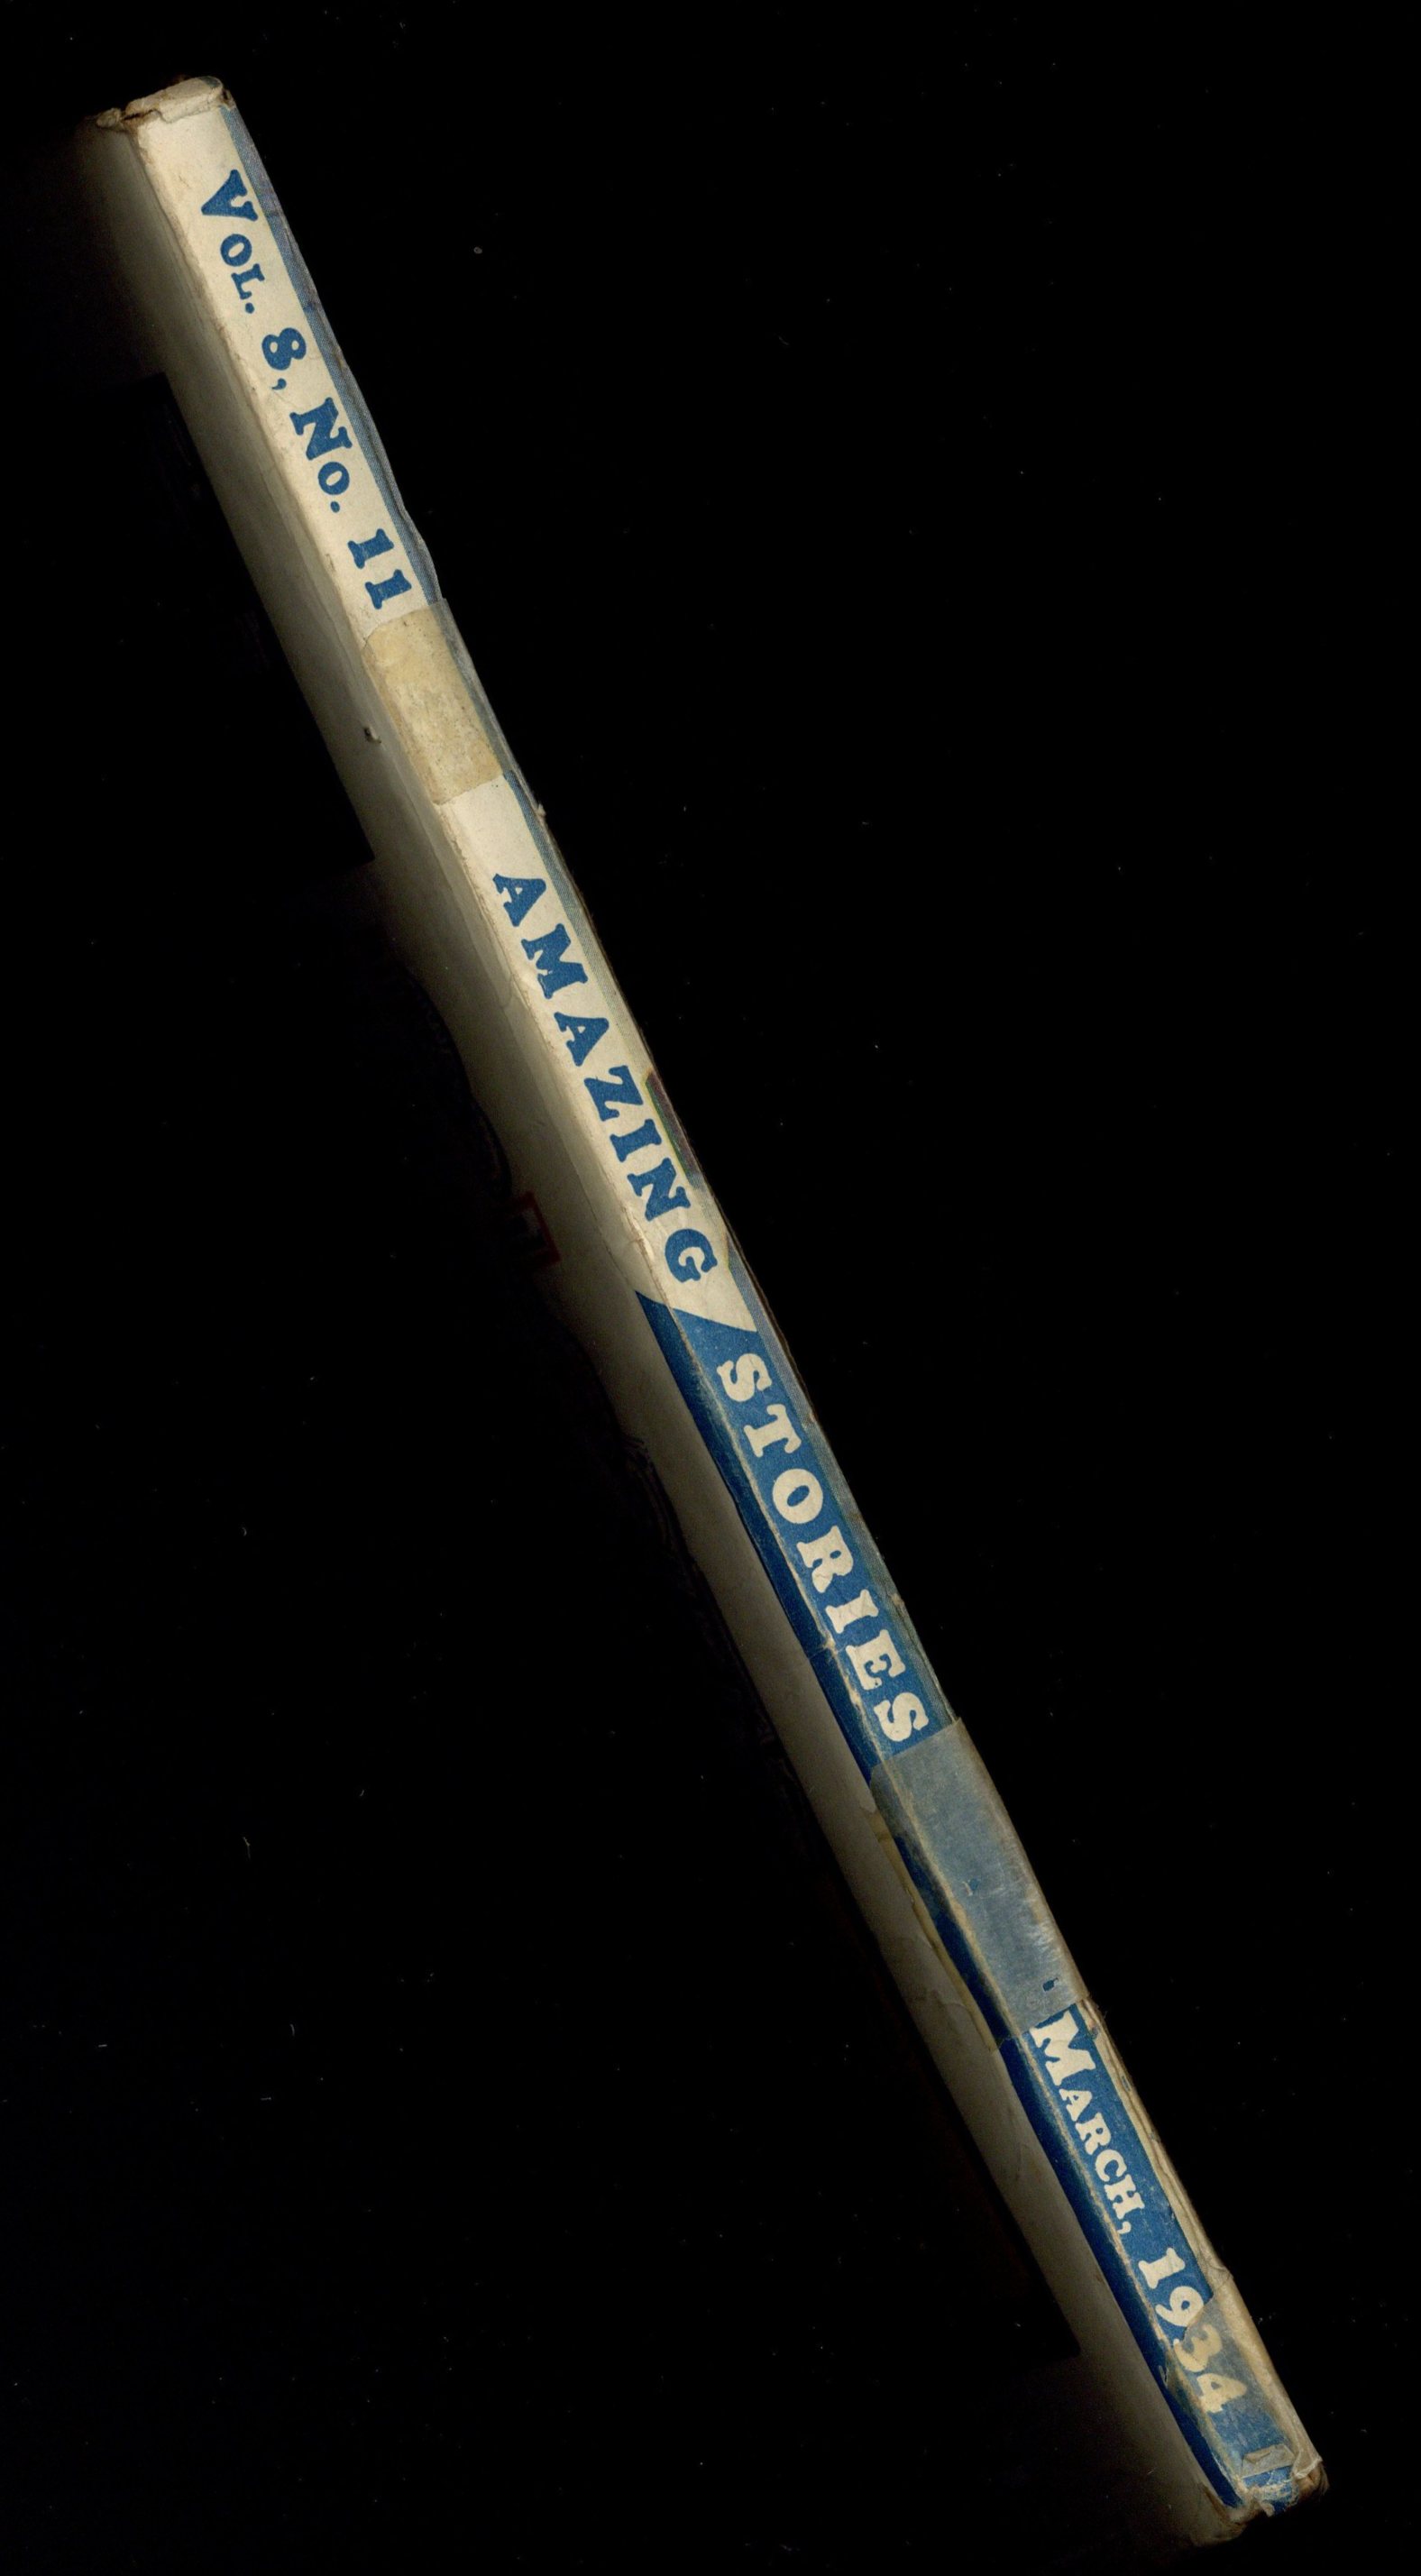 VOL. 8, NO. 11
AMAZING STORIES
MARCH, 1934